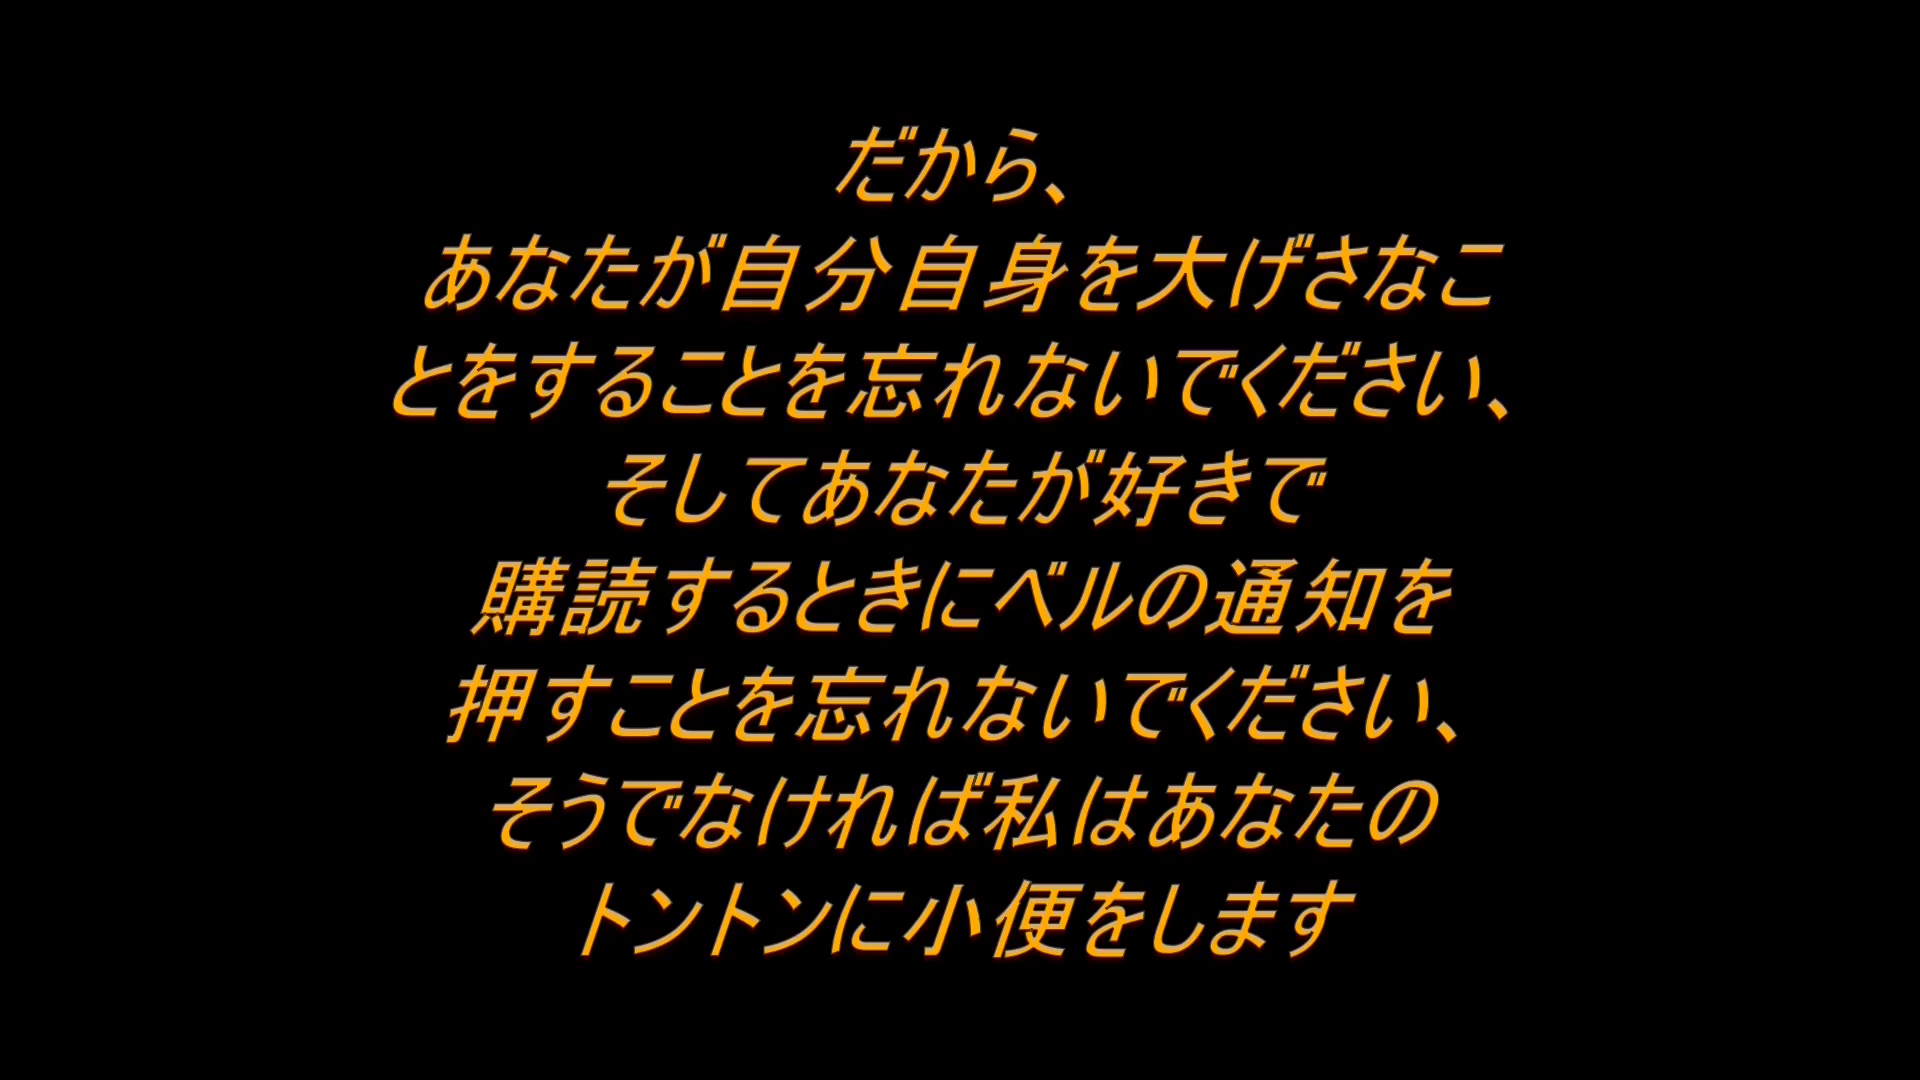 だから、
あなたが自分自身を大げさなこ
とをすることを忘れないでください、
そしてあなたが好きで
購読するときにベルの通知を
押すことを忘れないでください、
そうでなければ私はあなたの
トントンに小便をします